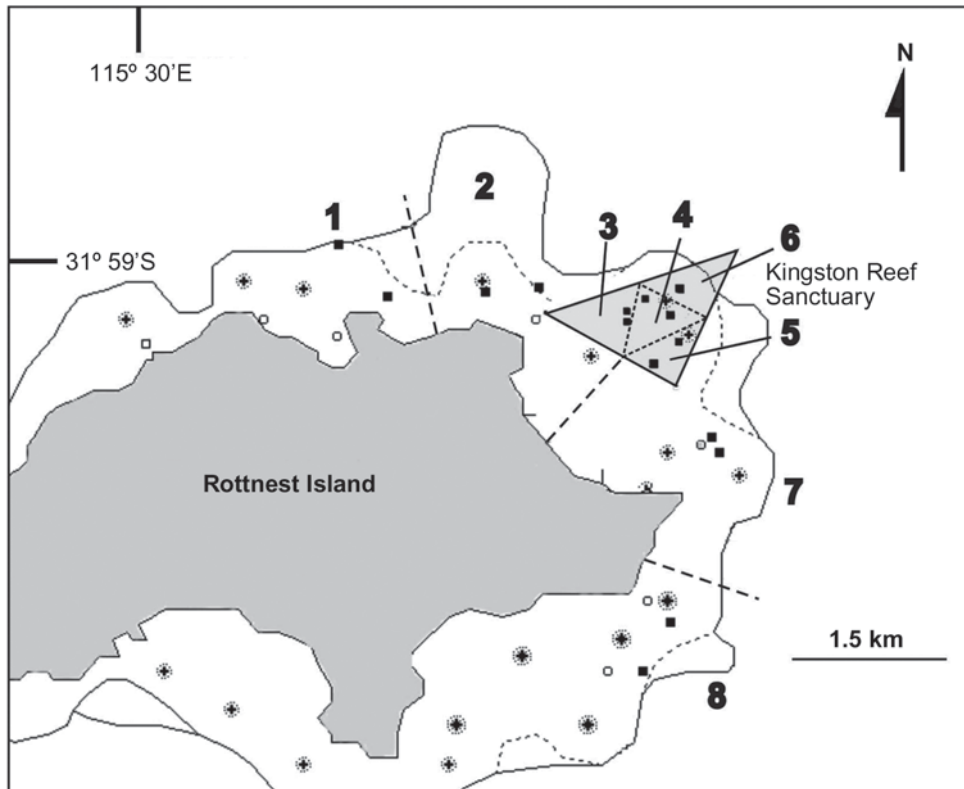 115º 30'E
N
2
1
3
4
6
31º 59'S
Kingston Reef
Sanctuary
5
Rottnest Island
7
1.5 km
8